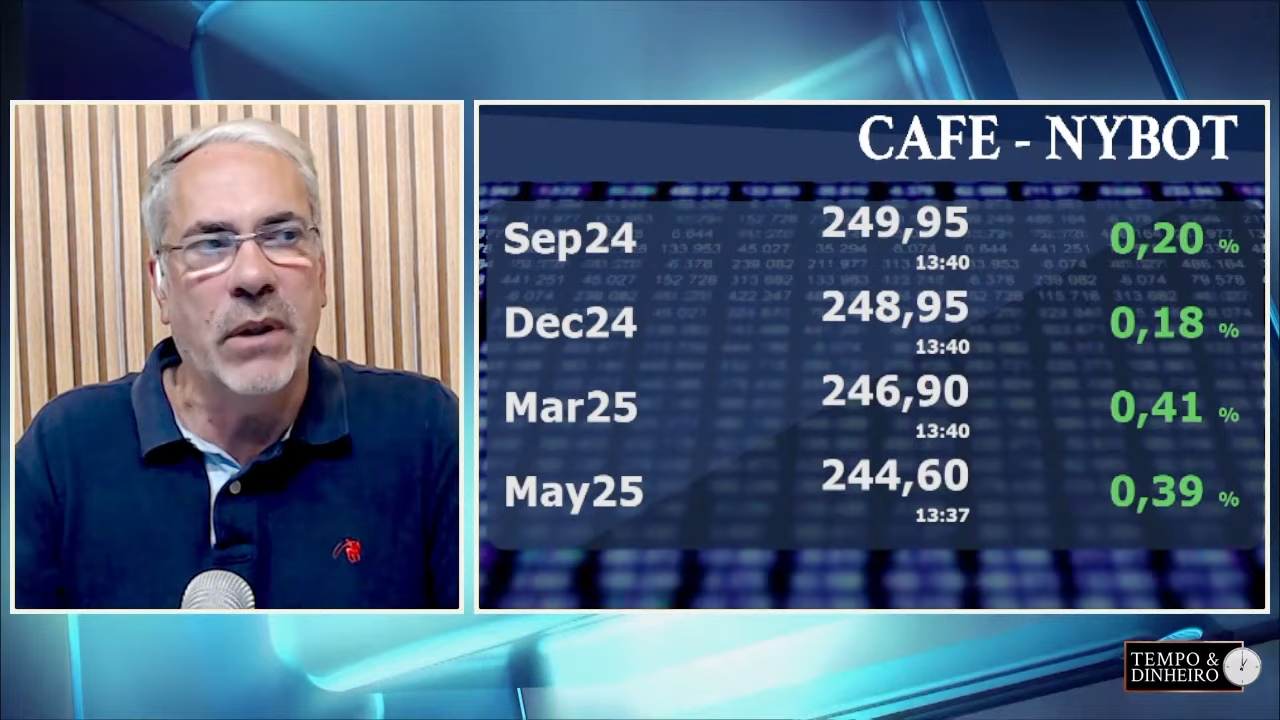 CAFE - NYBOT
Sep24 249,95 0,20 %
13:40
Dec24 248,95 0,18 %
13:40
Mar25 246,90 0,41 %
13:40
May25 244,60 0,39 %
13:37
TEMPO &
DINHEIRO